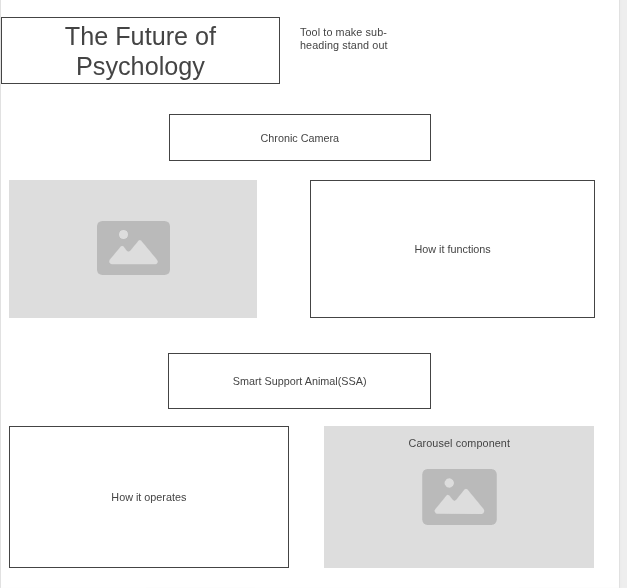 The Future of
Psychology
Tool to make sub-
heading stand out
Chronic Camera
How it functions
Smart Support Animal(SSA)
How it operates
Carousel component